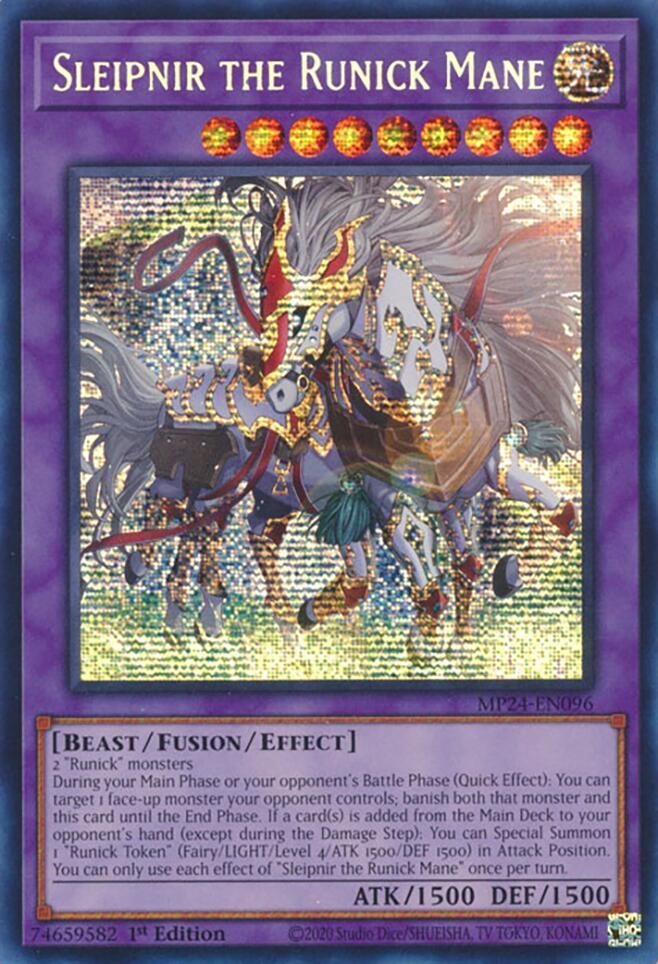 Sleipnir the Runick Mane
MP24-EN096
[Beast/Fusion/Effect]
2 "Runick" monsters
During your Main Phase or your opponent's Battle Phase (Quick Effect): You can
target 1 face-up monster your opponent controls; banish both that monster and
this card until the End Phase. If a card(s) is added from the Main Deck to your
opponent's hand (except during the Damage Step): You can Special Summon
1 "Runick Token" (Fairy/LIGHT/Level 4/ATK 1500/DEF 1500) in Attack Position.
You can only use each effect of "Sleipnir the Runick Mane" once per turn.
ATK/1500 DEF/1500
74659582 1st Edition ©2020 Studio Dice/SHUEISHA, TV TOKYO, KONAMI